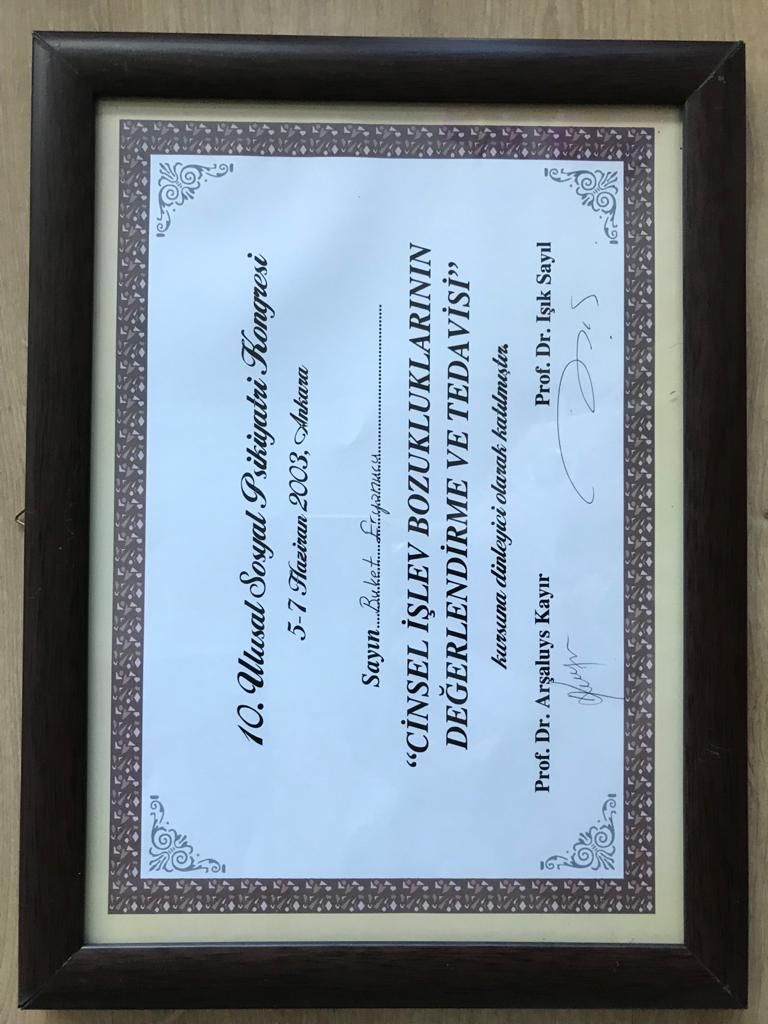 10. Ulusal Sosyal Psikiyatri Kongresi
5-7 Haziran 2003, Ankara
Sayın...Buket Eryonucu...
“CİNSEL İŞLEV BOZUKLUKLARININ
DEĞERLENDİRME VE TEDAVİSİ”
kursuna dinleyici olarak katılmıştır.
Prof. Dr. Arşaluys Kayır Prof. Dr. Işık Sayıl